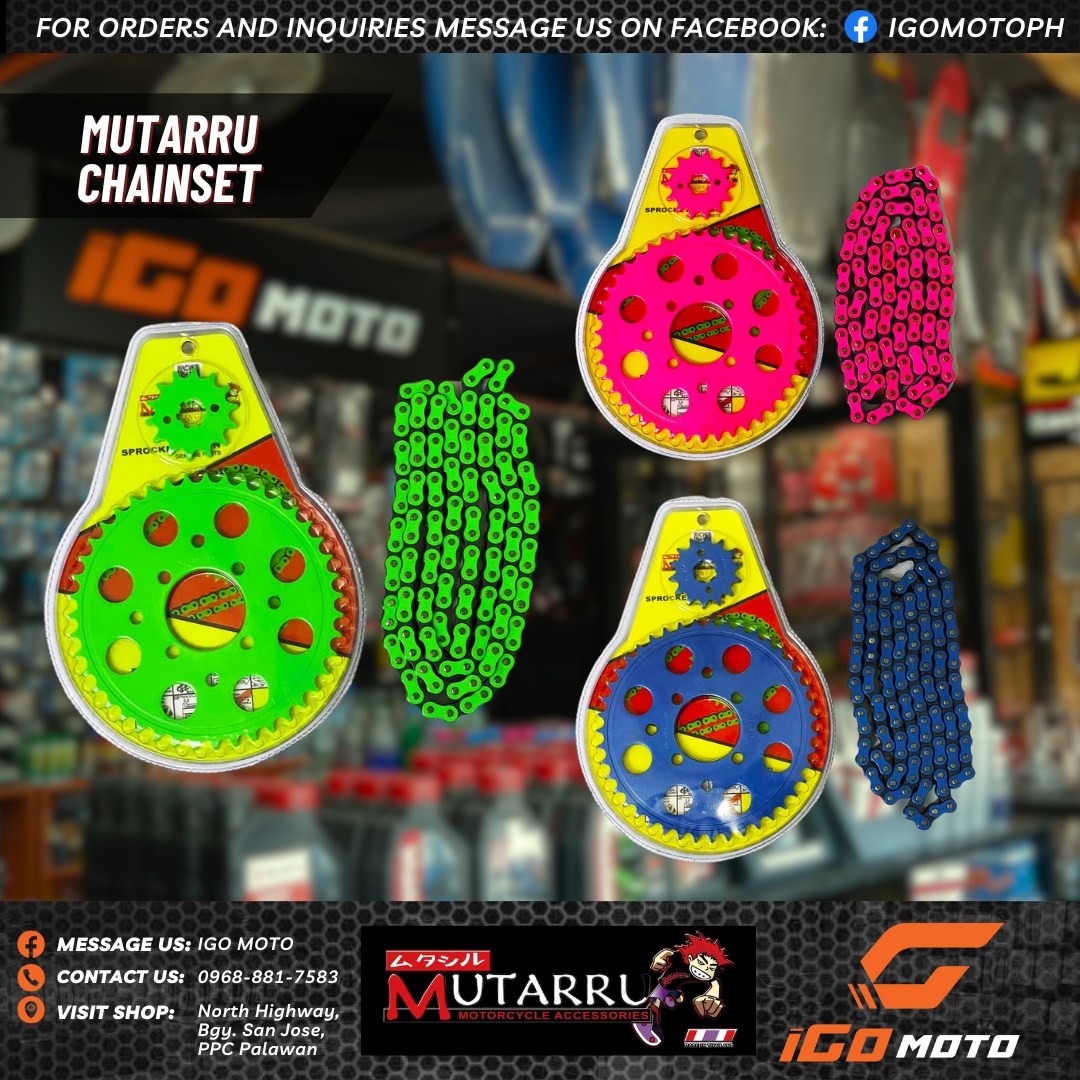 FOR ORDERS AND INQUIRIES MESSAGE US ON FACEBOOK: IGOMOTOPH
MUTARRU
CHAINSET
iGO MOTO
SPROCKE
SPROCK
SPROCKE
MESSAGE US: IGO MOTO
CONTACT US: 0968-881-7583
VISIT SHOP: North Highway,
Bgy. San Jose,
PPC Palawan
ムタシル
MUTARRU
MOTORCYCLE ACCESSORIES
iGO MOTO